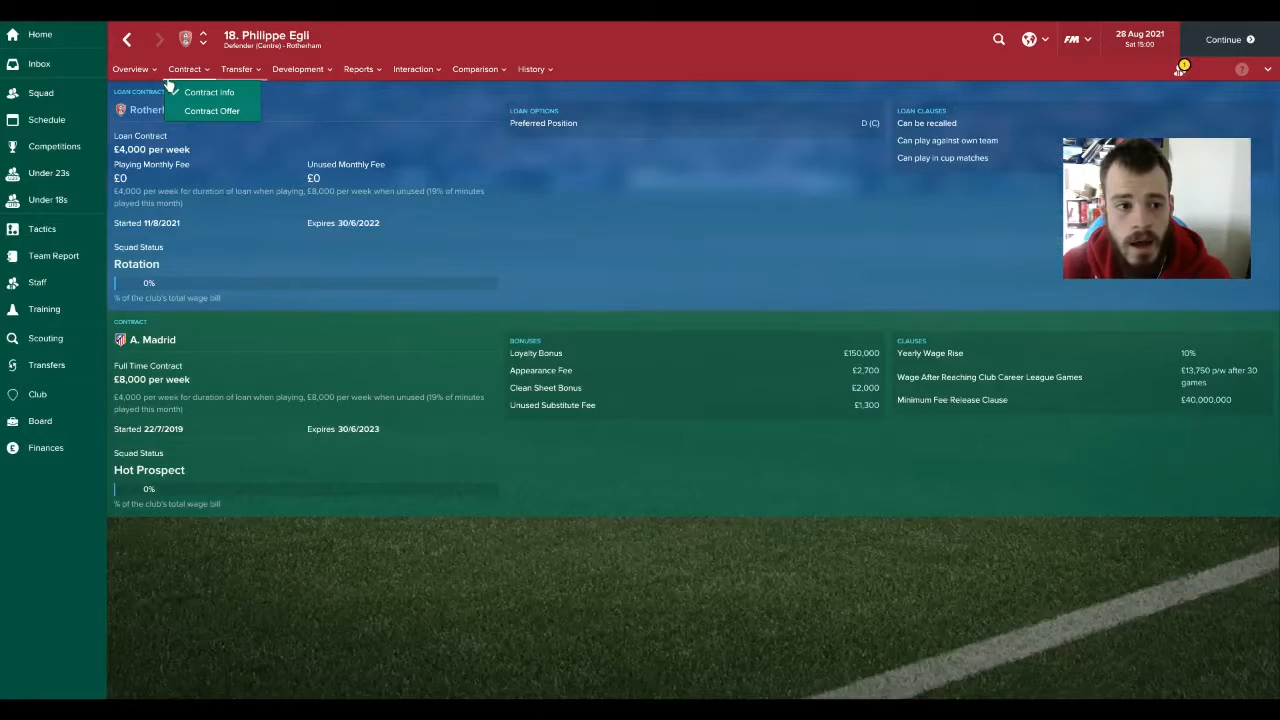 Home
Inbox
Squad
Schedule
Competitions
Under 23s
Under 18s
Tactics
Team Report
Staff
Training
Scouting
Transfers
Club
Board
Finances
18. Philippe Egli
Defender (Centre) - Rotherham
FM
28 Aug 2021
Sat 15:00
Continue
Overview
Contract
Transfer
Development
Reports
Interaction
Comparison
History
1
?
Contract Info
Contract Offer
LOAN CONTRACT
Loan Contract
£4,000 per week
Playing Monthly Fee
Unused Monthly Fee
£0
£0
£4,000 per week for duration of loan when playing, £8,000 per week when unused (19% of minutes
played this month)
Started 11/8/2021
Expires 30/6/2022
Squad Status
Rotation
0%
% of the club's total wage bill
LOAN OPTIONS
Preferred Position
D (C)
LOAN CLAUSES
Can be recalled
Can play against own team
Can play in cup matches
CONTRACT
A. Madrid
Full Time Contract
£8,000 per week
£4,000 per week for duration of loan when playing, £8,000 per week when unused (19% of minutes
played this month)
Started 22/7/2019
Expires 30/6/2023
Squad Status
Hot Prospect
0%
% of the club's total wage bill
BONUSES
Loyalty Bonus
£150,000
Appearance Fee
£2,700
Clean Sheet Bonus
£2,000
Unused Substitute Fee
£1,300
CLAUSES
Yearly Wage Rise
10%
Wage After Reaching Club Career League Games
£13,750 p/w after 30
games
Minimum Fee Release Clause
£40,000,000